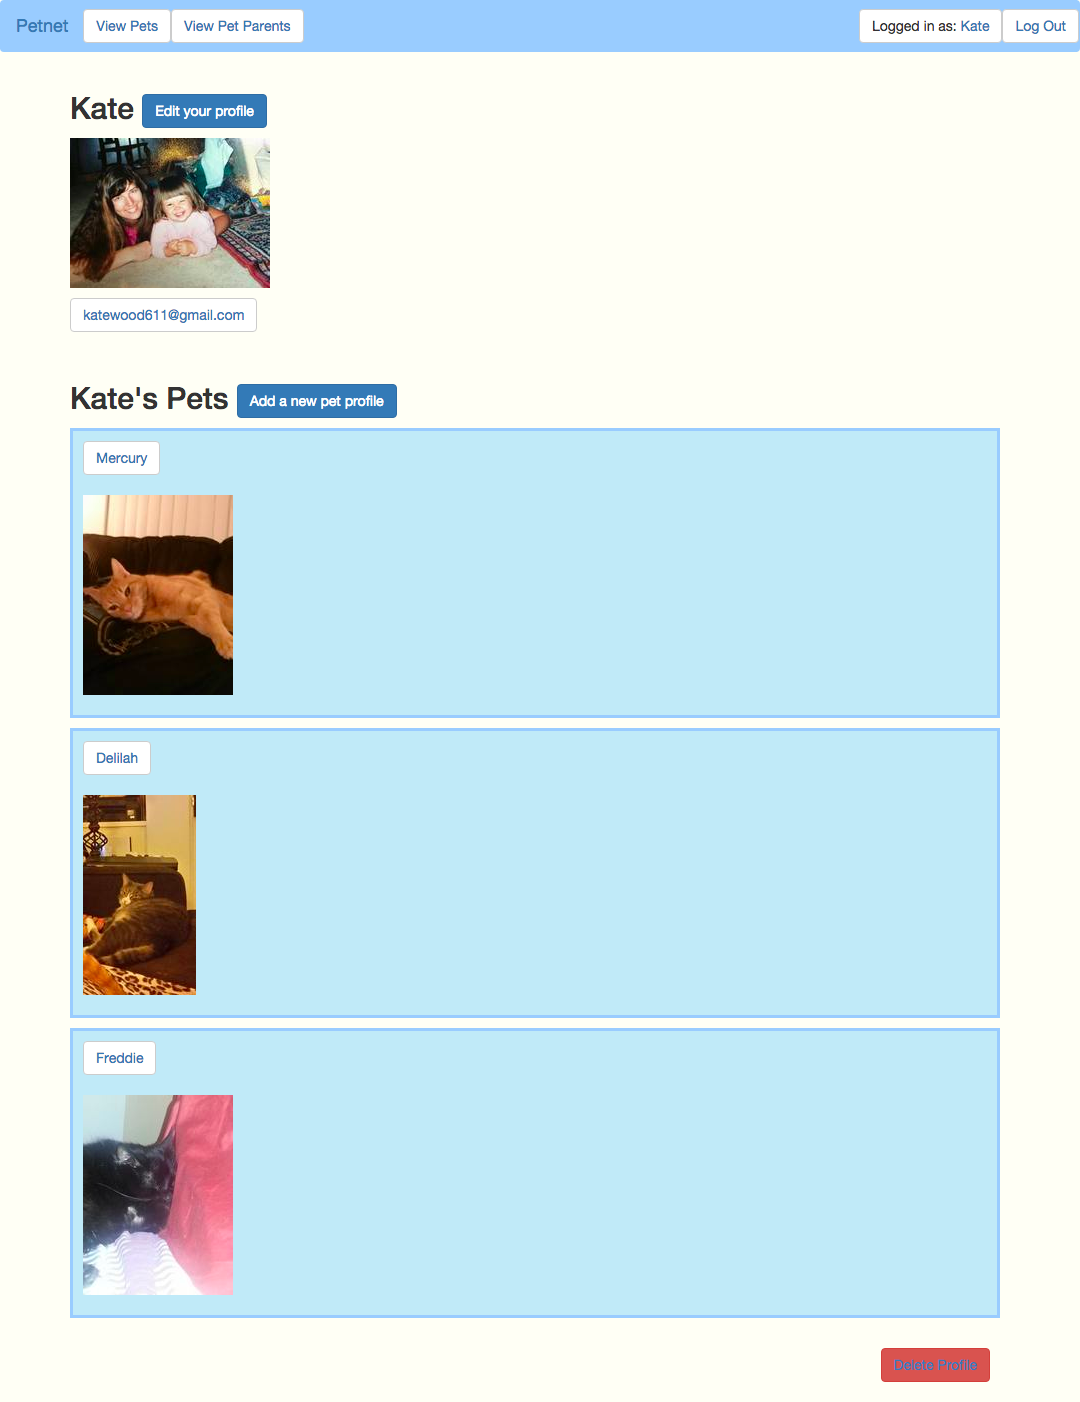 Petnet View Pets View Pet Parents Logged in as: Kate Log Out
Kate Edit your profile
katewood611@gmail.com
Kate's Pets Add a new pet profile
Mercury
Delilah
Freddie
Delete Profile